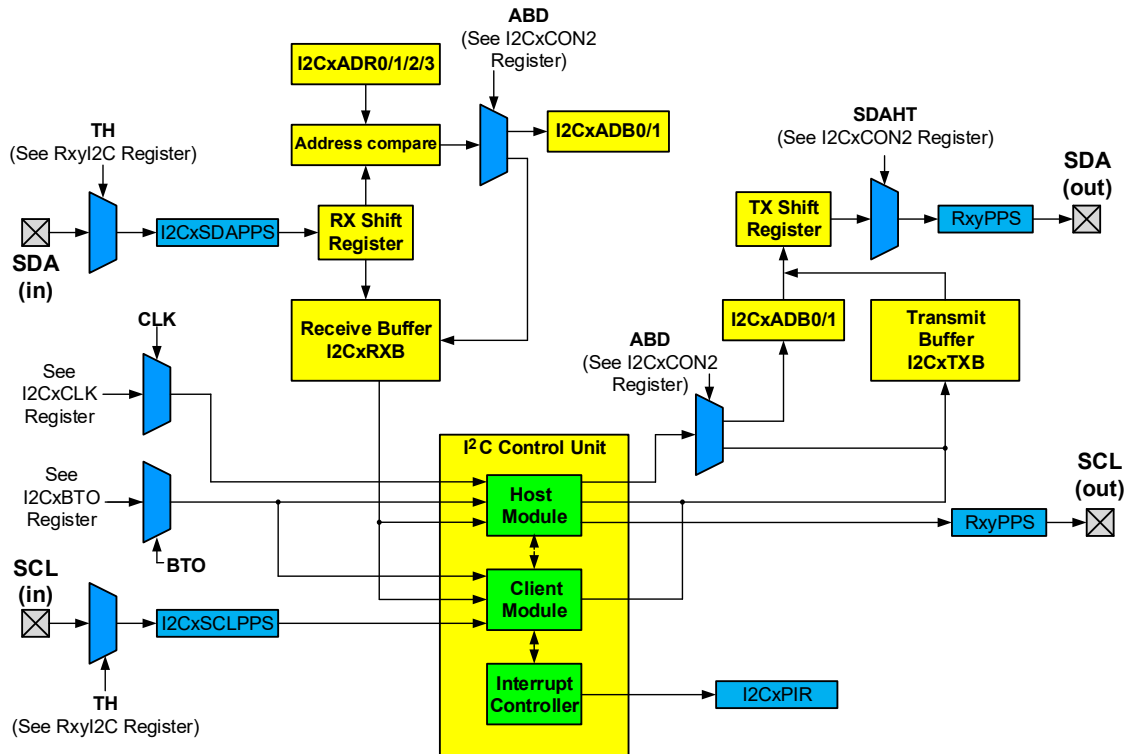 ABD
(See I2CxCON2
Register)
I2CxADR0/1/2/3
TH
(See RxyI2C Register)
Address compare
I2CxADB0/1
SDAHT
(See I2CxCON2 Register)
SDA
(out)
I2CxSDAPPS
RX Shift
Register
TX Shift
Register
RxyPPS
SDA
(in)
CLK
Receive Buffer
I2CxRXB
I2CxADB0/1
Transmit
Buffer
I2CxTXB
ABD
(See I2CxCON2
Register)
See
I2CxCLK
Register
I²C Control Unit
See
I2CxBTO
Register
Host
Module
SCL
(out)
RxyPPS
BTO
SCL
(in)
Client
Module
I2CxSCLPPS
TH
(See RxyI2C Register)
Interrupt
Controller
I2CxPIR